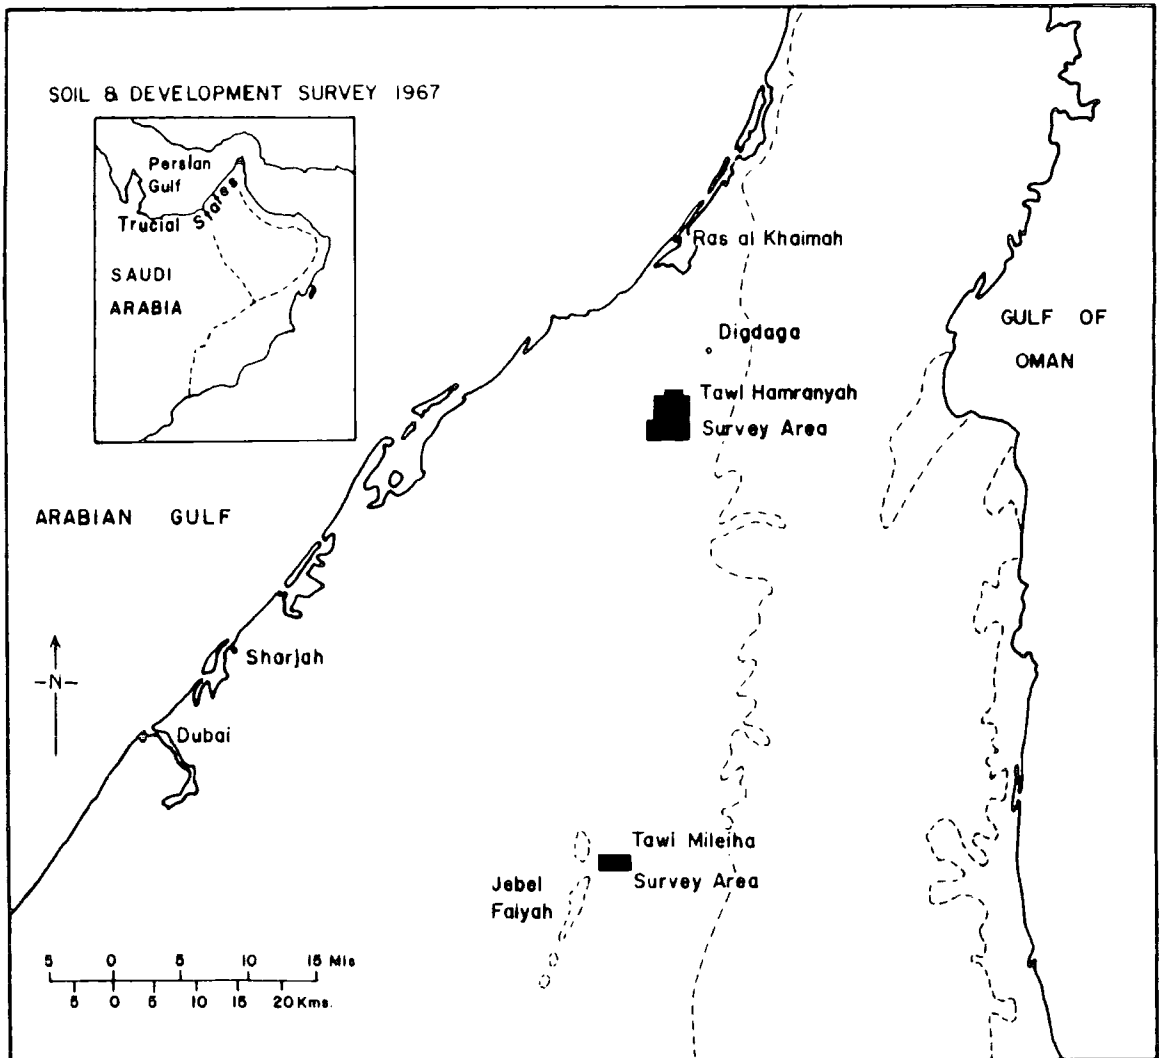 SOIL & DEVELOPMENT SURVEY 1967
Persian
Gulf
Trucial States
SAUDI
ARABIA
Ras al Khaimah
Digdaga
GULF OF
OMAN
Tawi Hamranyah
Survey Area
ARABIAN GULF
Sharjah
-N-
Dubai
Tawi Mileiha
Survey Area
Jebel
Faiyah
5 0 5 10 15 Mls
5 0 5 10 15 20 Kms.